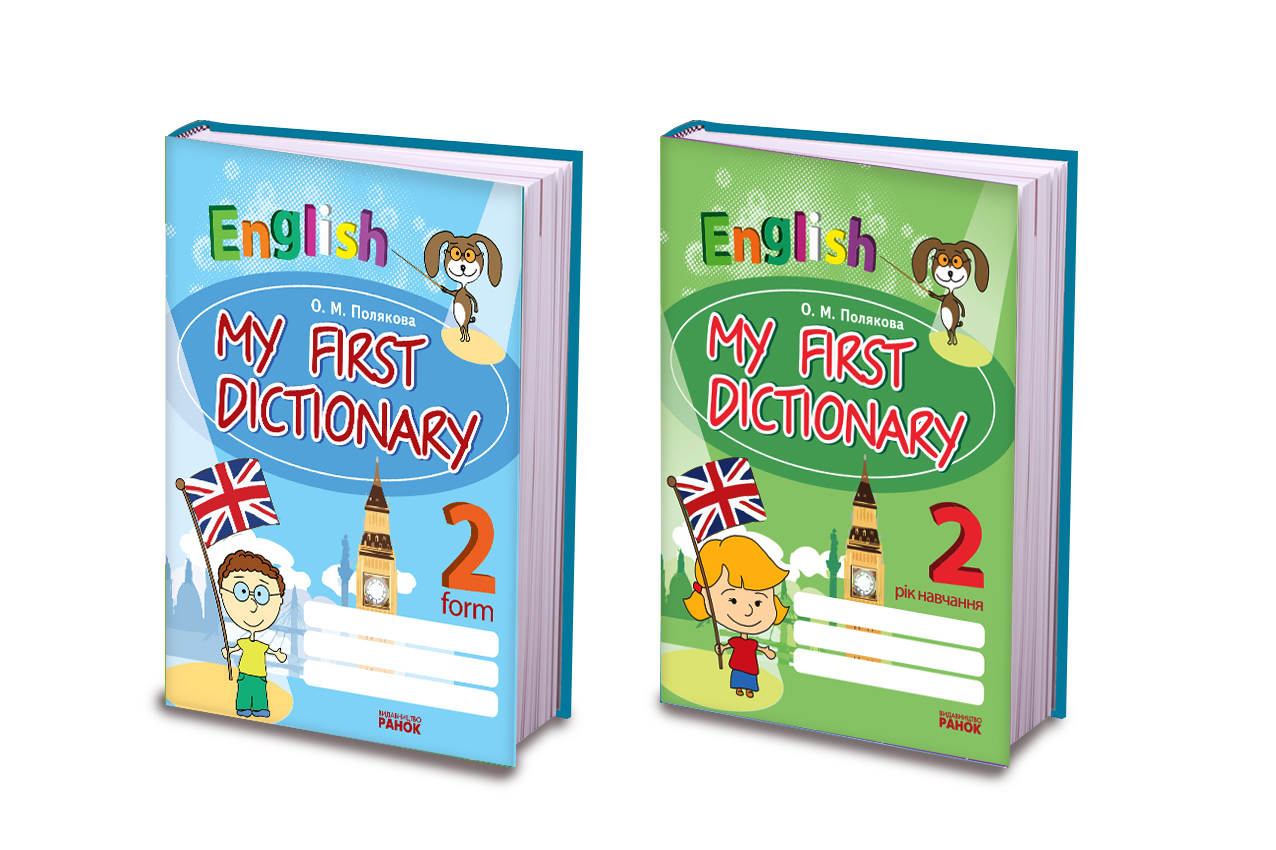 English
О. М. Полякова
MY FIRST
DICTIONARY
2
form
ВИДАВНИЦТВО
РАНОК
English
О. М. Полякова
MY FIRST
DICTIONARY
2
рік навчання
ВИДАВНИЦТВО
РАНОК